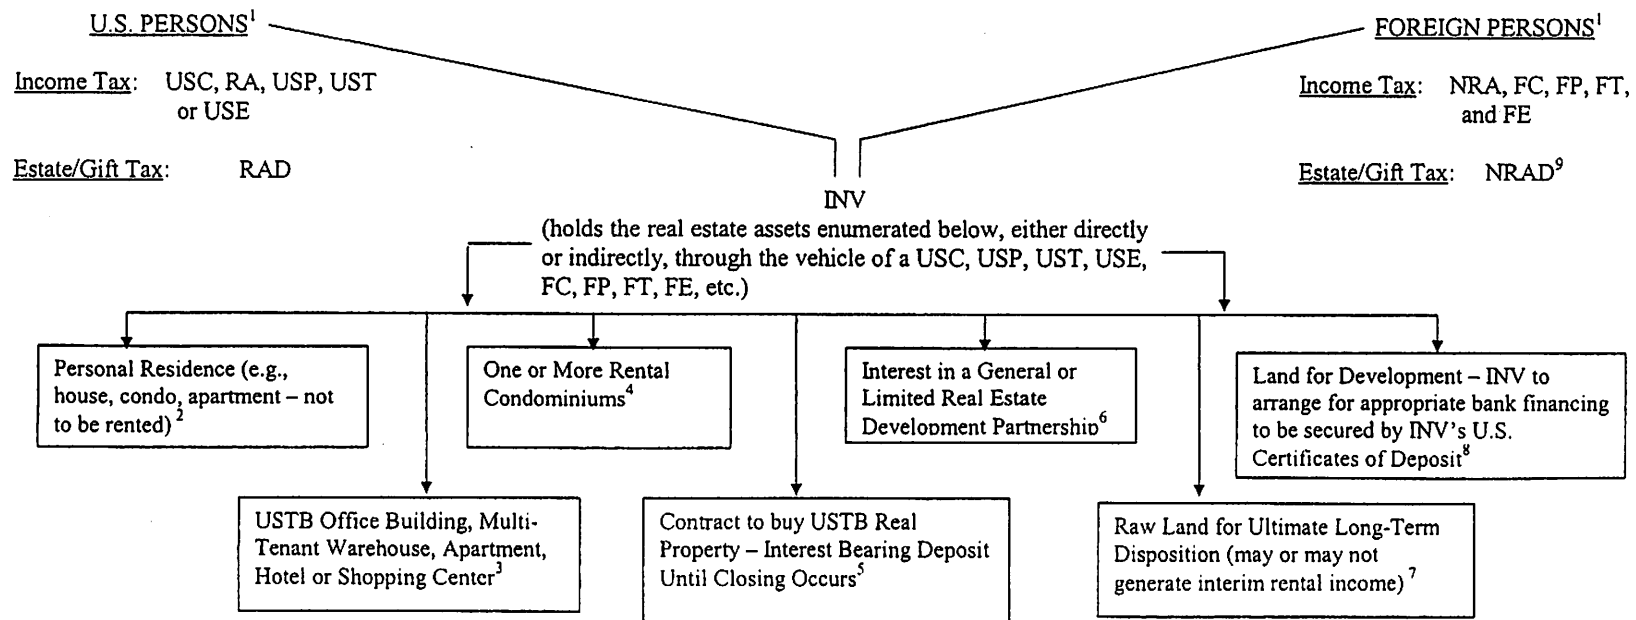 U.S. PERSONS¹
FOREIGN PERSONS¹
Income Tax: USC, RA, USP, UST
or USE
Income Tax: NRA, FC, FP, FT,
and FE
Estate/Gift Tax: RAD
Estate/Gift Tax: NRAD⁹
INV
(holds the real estate assets enumerated below, either directly
or indirectly, through the vehicle of a USC, USP, UST, USE,
FC, FP, FT, FE, etc.)
Personal Residence (e.g.,
house, condo, apartment – not
to be rented) ²
One or More Rental
Condominiums⁴
Interest in a General or
Limited Real Estate
Development Partnership⁶
Land for Development – INV to
arrange for appropriate bank financing
to be secured by INV's U.S.
Certificates of Deposit⁸
USTB Office Building, Multi-
Tenant Warehouse, Apartment,
Hotel or Shopping Center³
Contract to buy USTB Real
Property – Interest Bearing Deposit
Until Closing Occurs⁵
Raw Land for Ultimate Long-Term
Disposition (may or may not
generate interim rental income) ⁷